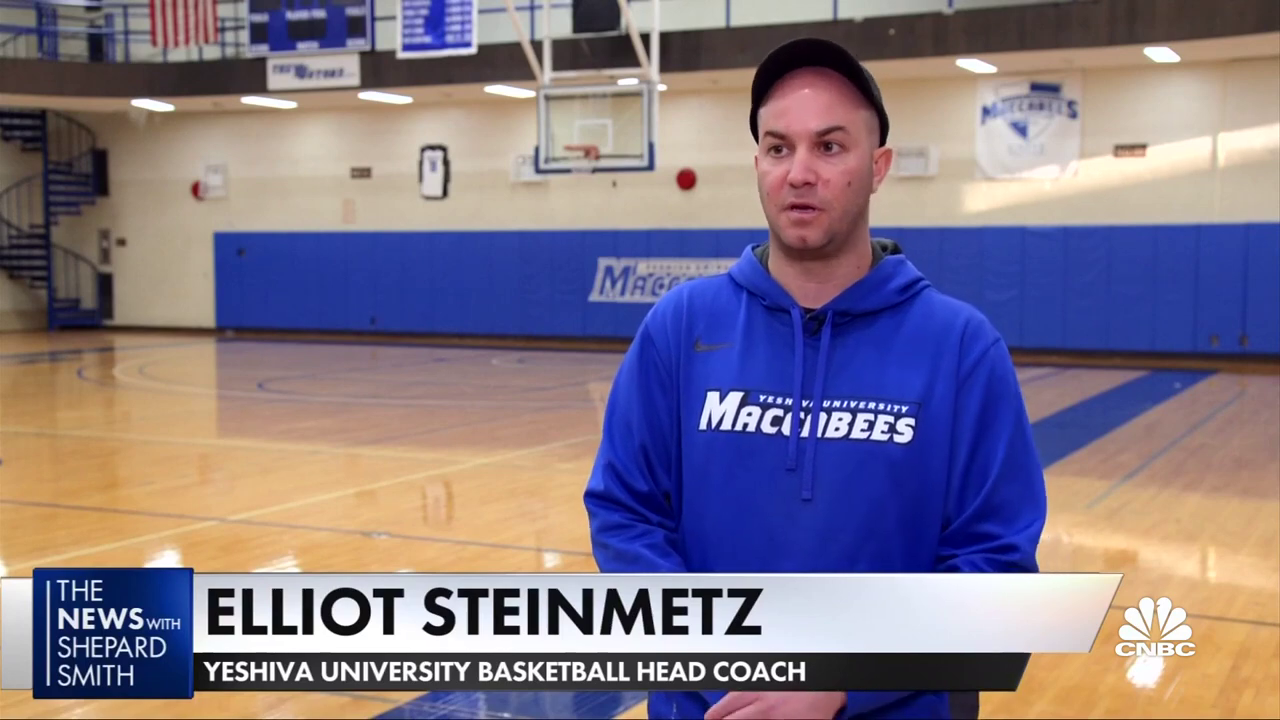 MACCABEES
YESHIVA UNIVERSITY
MACCABEES
THE
NEWS WITH
SHEPARD
SMITH
ELLIOT STEINMETZ
YESHIVA UNIVERSITY BASKETBALL HEAD COACH
CNBC